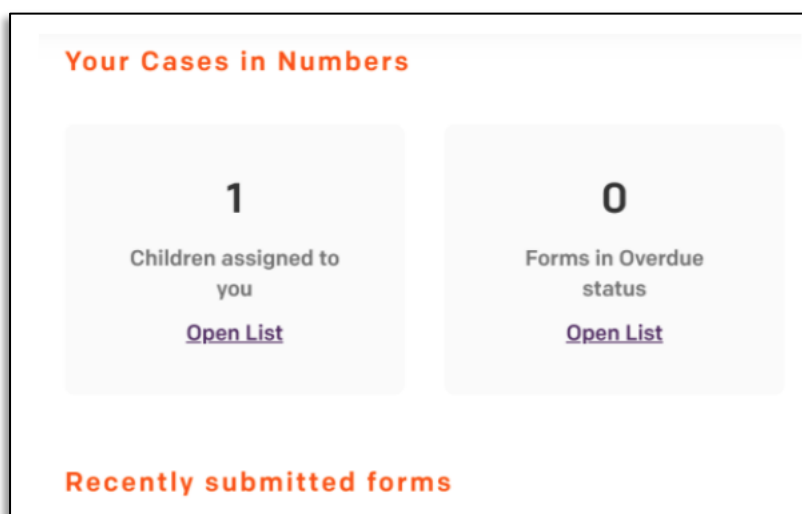 Your Cases in Numbers
1
Children assigned to
you
Open List
0
Forms in Overdue
status
Open List
Recently submitted forms